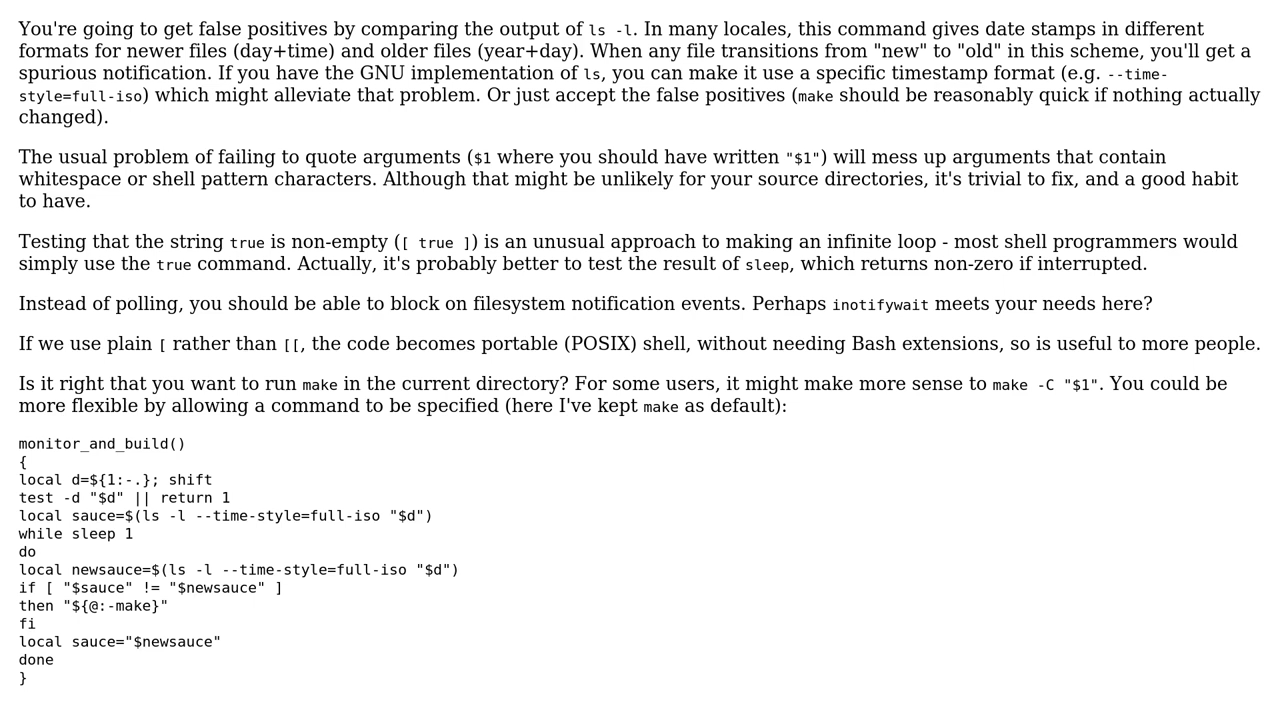 You're going to get false positives by comparing the output of ls -l. In many locales, this command gives date stamps in different
formats for newer files (day+time) and older files (year+day). When any file transitions from "new" to "old" in this scheme, you'll get a
spurious notification. If you have the GNU implementation of ls, you can make it use a specific timestamp format (e.g. --time-
style=full-iso) which might alleviate that problem. Or just accept the false positives (make should be reasonably quick if nothing actually
changed).
The usual problem of failing to quote arguments ($1 where you should have written "$1") will mess up arguments that contain
whitespace or shell pattern characters. Although that might be unlikely for your source directories, it's trivial to fix, and a good habit
to have.
Testing that the string true is non-empty ([ true ]) is an unusual approach to making an infinite loop - most shell programmers would
simply use the true command. Actually, it's probably better to test the result of sleep, which returns non-zero if interrupted.
Instead of polling, you should be able to block on filesystem notification events. Perhaps inotifywait meets your needs here?
If we use plain [ rather than [[, the code becomes portable (POSIX) shell, without needing Bash extensions, so is useful to more people.
Is it right that you want to run make in the current directory? For some users, it might make more sense to make -C "$1". You could be
more flexible by allowing a command to be specified (here I've kept make as default):
monitor_and_build()
{
local d=${1:-.}; shift
test -d "$d" || return 1
local sauce=$(ls -l --time-style=full-iso "$d")
while sleep 1
do
local newsauce=$(ls -l --time-style=full-iso "$d")
if [ "$sauce" != "$newsauce" ]
then "${@:-make}"
fi
local sauce="$newsauce"
done
}